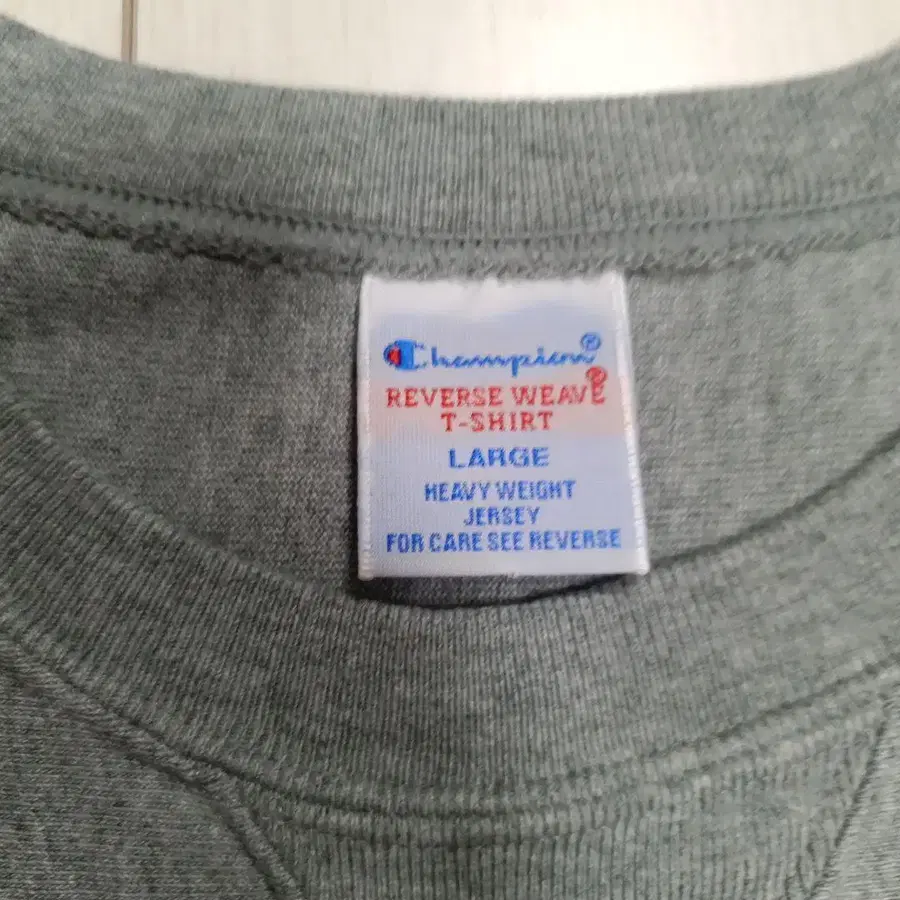 Champion®
REVERSE WEAVE®
T-SHIRT
LARGE
HEAVY WEIGHT
JERSEY
FOR CARE SEE REVERSE